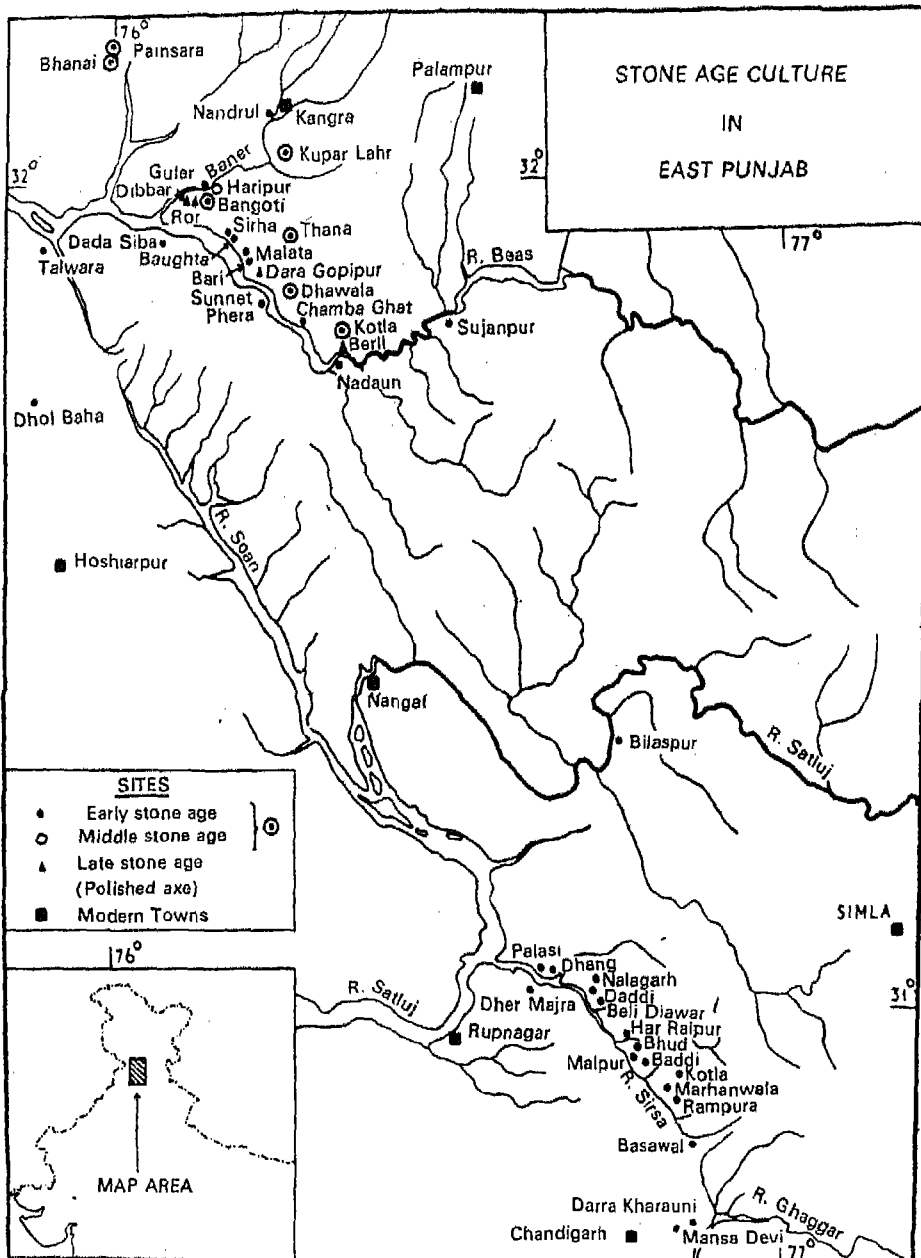 STONE AGE CULTURE
IN
EAST PUNJAB
76°
Bhanai
Painsara
Palampur
Nandrul
Kangra
Kupar Lahr
32°
32°
Guler
Baner
Dibbar
Haripur
Bangoti
Ror
Sirha
Thana
77°
Dada Siba
Baughta
Malata
Talwara
Bari
Dara Gopipur
R. Beas
Sunnet
Dhawala
Phera
Chamba Ghat
Kotla
Berli
Sujanpur
Nadaun
Dhol Baha
R. Soan
Hoshiarpur
Nangal
Bilaspur
R. Satluj
SITES
Early stone age
Middle stone age
Late stone age
(Polished axe)
Modern Towns
SIMLA
76°
Palasi
Dhang
Nalagarh
31°
R. Satluj
Dher Majra
Daddi
Beli Diawar
Rupnagar
Har Raipur
Bhud
Malpur
Baddi
Kotla
R. Sirsa
Marhanwala
Rampura
Basawal
MAP AREA
Darra Kharauni
R. Ghaggar
Chandigarh
Mansa Devi
77°